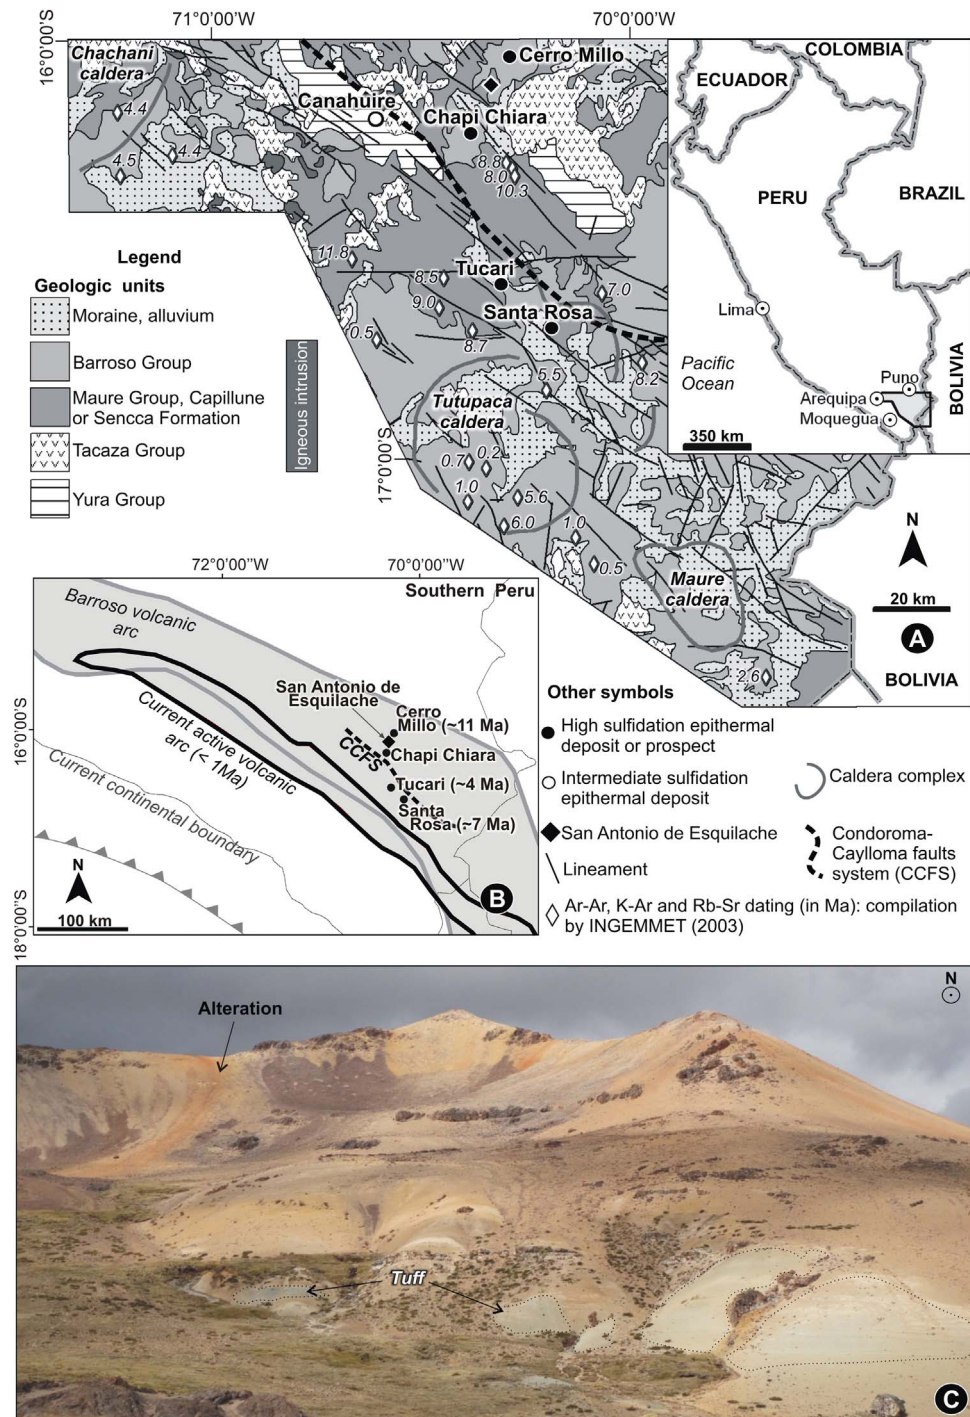 71°0'00"W
70°0'00"W
16°0'00"S
Chachani
caldera
Cerro Millo
Canahuire
Chapi Chiara
4.4
4.4
4.5
8.8
8.0
10.3
11.8
Tucari
8.5
7.0
9.0
Santa Rosa
0.5
8.7
8.2
5.5
Tutupaca
caldera
17°0'00"S
0.7
0.2
1.0
5.6
6.0
1.0
0.5
Maure
caldera
2.6
COLOMBIA
ECUADOR
PERU
BRAZIL
Lima
Pacific
Ocean
Puno
Arequipa
Moquegua
BOLIVIA
350 km
N
20 km
A
BOLIVIA
Legend
Geologic units
Moraine, alluvium
Barroso Group
Maure Group, Capillune
or Sencca Formation
Tacaza Group
Yura Group
Igneous intrusion
72°0'0"W
70°0'00"W
Southern Peru
Barroso volcanic
arc
San Antonio de
Esquilache
Cerro
Millo (~11 Ma)
CCFS
Chapi Chiara
Tucari (~4 Ma)
Santa
Rosa (~7 Ma)
16°0'00"S
Current active volcanic
arc (< 1Ma)
Current continental boundary
N
100 km
B
18°0'0"S
Other symbols
High sulfidation epithermal
deposit or prospect
Intermediate sulfidation
epithermal deposit
San Antonio de Esquilache
Lineament
Ar-Ar, K-Ar and Rb-Sr dating (in Ma): compilation
by INGEMMET (2003)
Caldera complex
Condoroma-
Caylloma faults
system (CCFS)
N
Alteration
Tuff
C